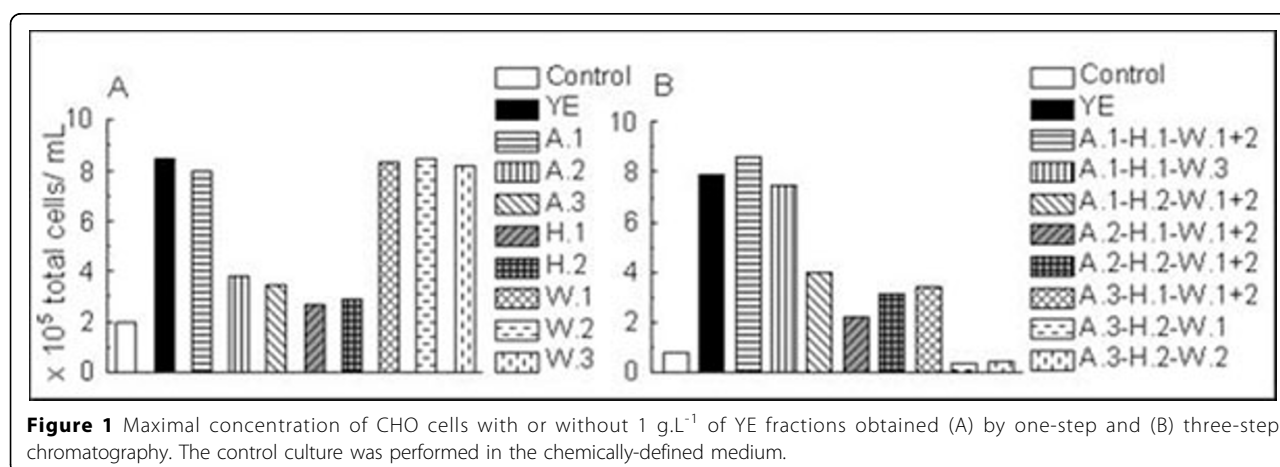 A
× 10⁵ total cells/ mL
10
8
6
4
2
0
Control
YE
A.1
A.2
A.3
H.1
H.2
W.1
W.2
W.3
B
10
8
6
4
2
0
Control
YE
A.1-H.1-W.1+2
A.1-H.1-W.3
A.1-H.2-W.1+2
A.2-H.1-W.1+2
A.2-H.2-W.1+2
A.3-H.1-W.1+2
A.3-H.2-W.1
A.3-H.2-W.2
Figure 1 Maximal concentration of CHO cells with or without 1 g.L⁻¹ of YE fractions obtained (A) by one-step and (B) three-step
chromatography. The control culture was performed in the chemically-defined medium.